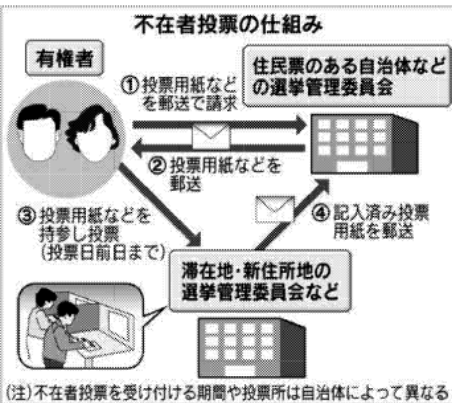 不在者投票の仕組み
有権者
住民票のある自治体など
の選挙管理委員会
①投票用紙など
を郵送で請求
②投票用紙などを
郵送
③投票用紙などを
持参し投票
(投票日前日まで)
④記入済み投票
用紙を郵送
滞在地・新住所地の
選挙管理委員会など
(注)不在者投票を受け付ける期間や投票所は自治体によって異なる